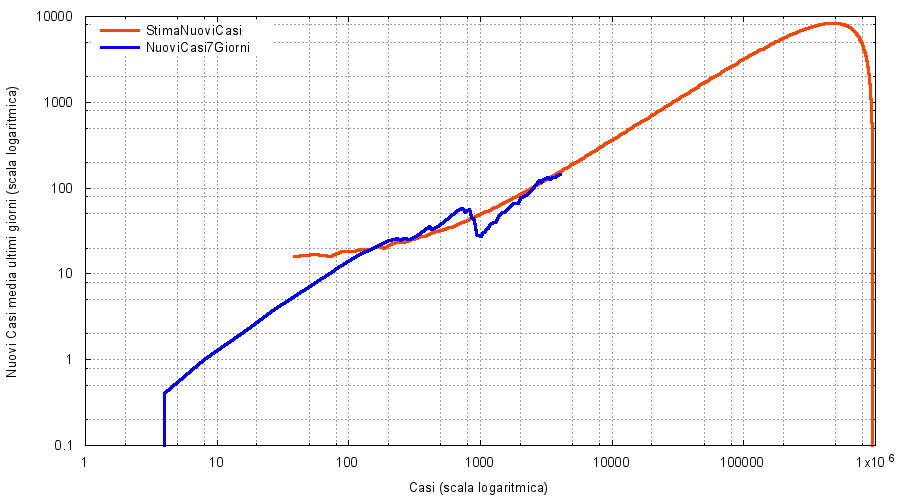 10000
1000
100
10
1
0.1
StimaNuoviCasi
NuoviCasi7Giorni
Nuovi Casi media ultimi giorni (scala logaritmica)
1
10
100
1000
10000
100000
1x10 6
Casi (scala logaritmica)